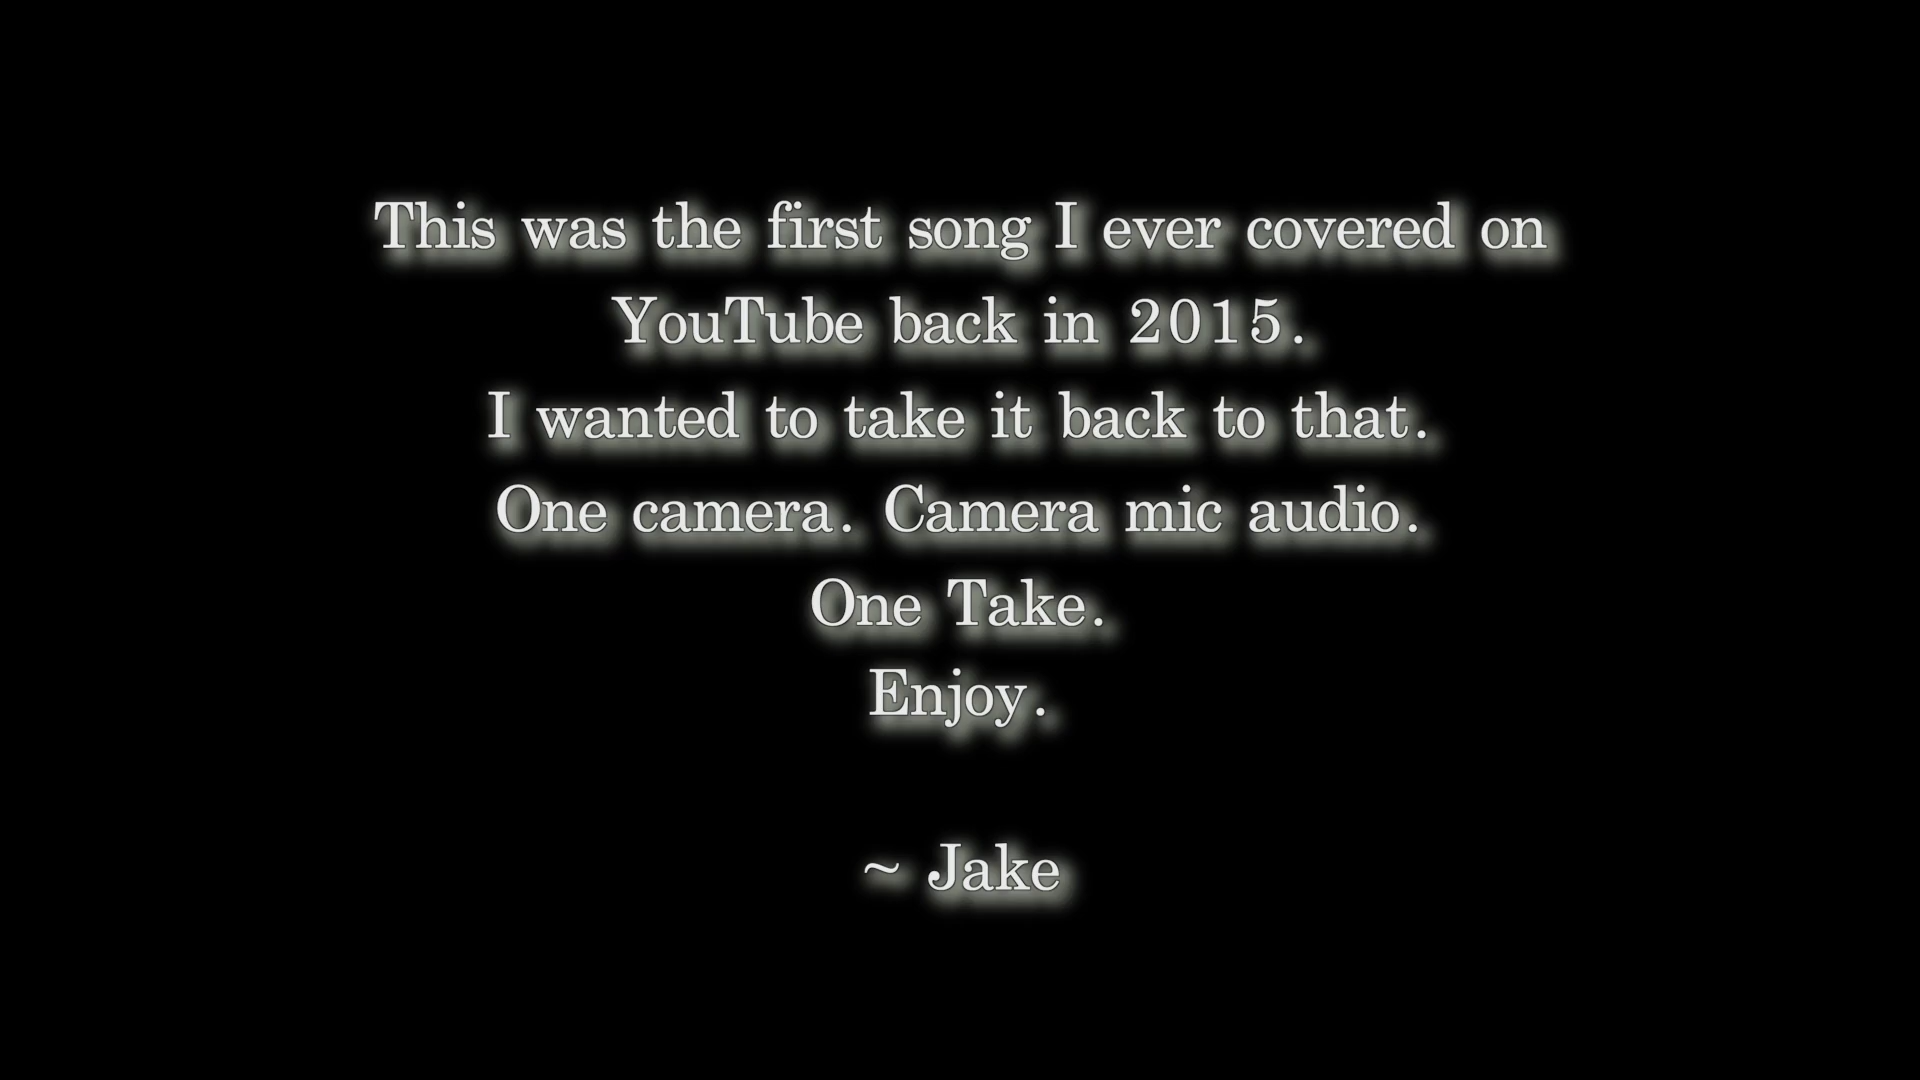 This was the first song I ever covered on
YouTube back in 2015.
I wanted to take it back to that.
One camera. Camera mic audio.
One Take.
Enjoy.
~ Jake